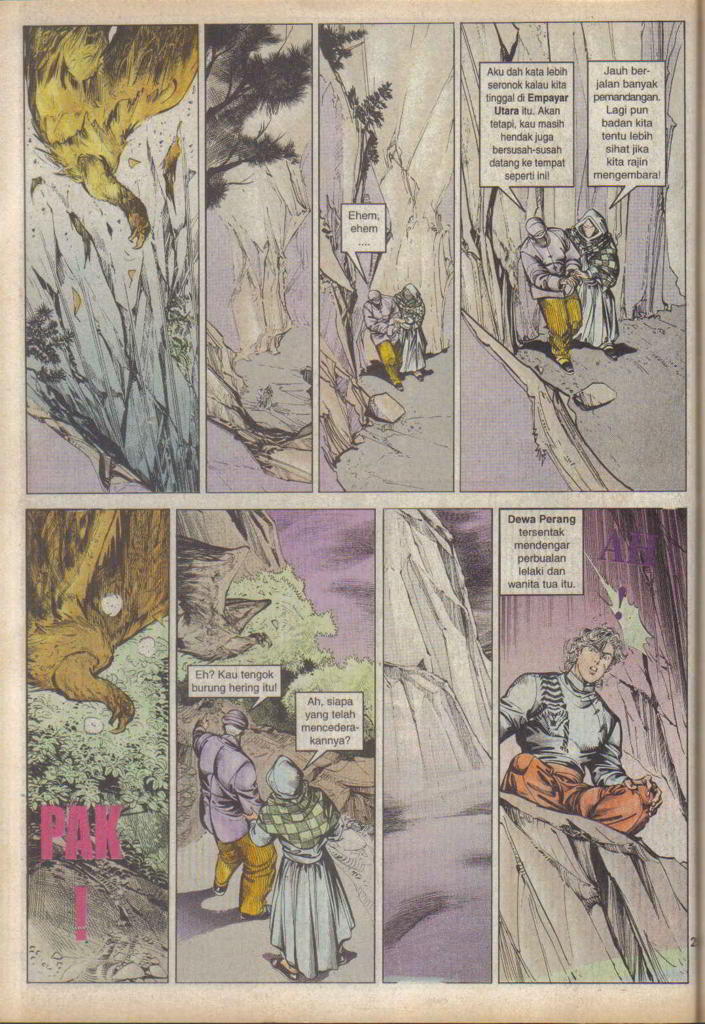 Ehem,
ehem
....
Aku dah kata lebih
seronok kalau kita
tinggal di Empayar
Utara itu. Akan
tetapi, kau masih
hendak juga
bersusah-susah
datang ke tempat
seperti ini!
Jauh ber-
jalan banyak
pemandangan.
Lagi pun
badan kita
tentu lebih
sihat jika
kita rajin
mengembara!
PAK
!
Eh? Kau tengok
burung hering itu!
Ah, siapa
yang telah
mencedera-
kannya?
Dewa Perang
tersentak
mendengar
perbualan
lelaki dan
wanita tua itu.
AH
!